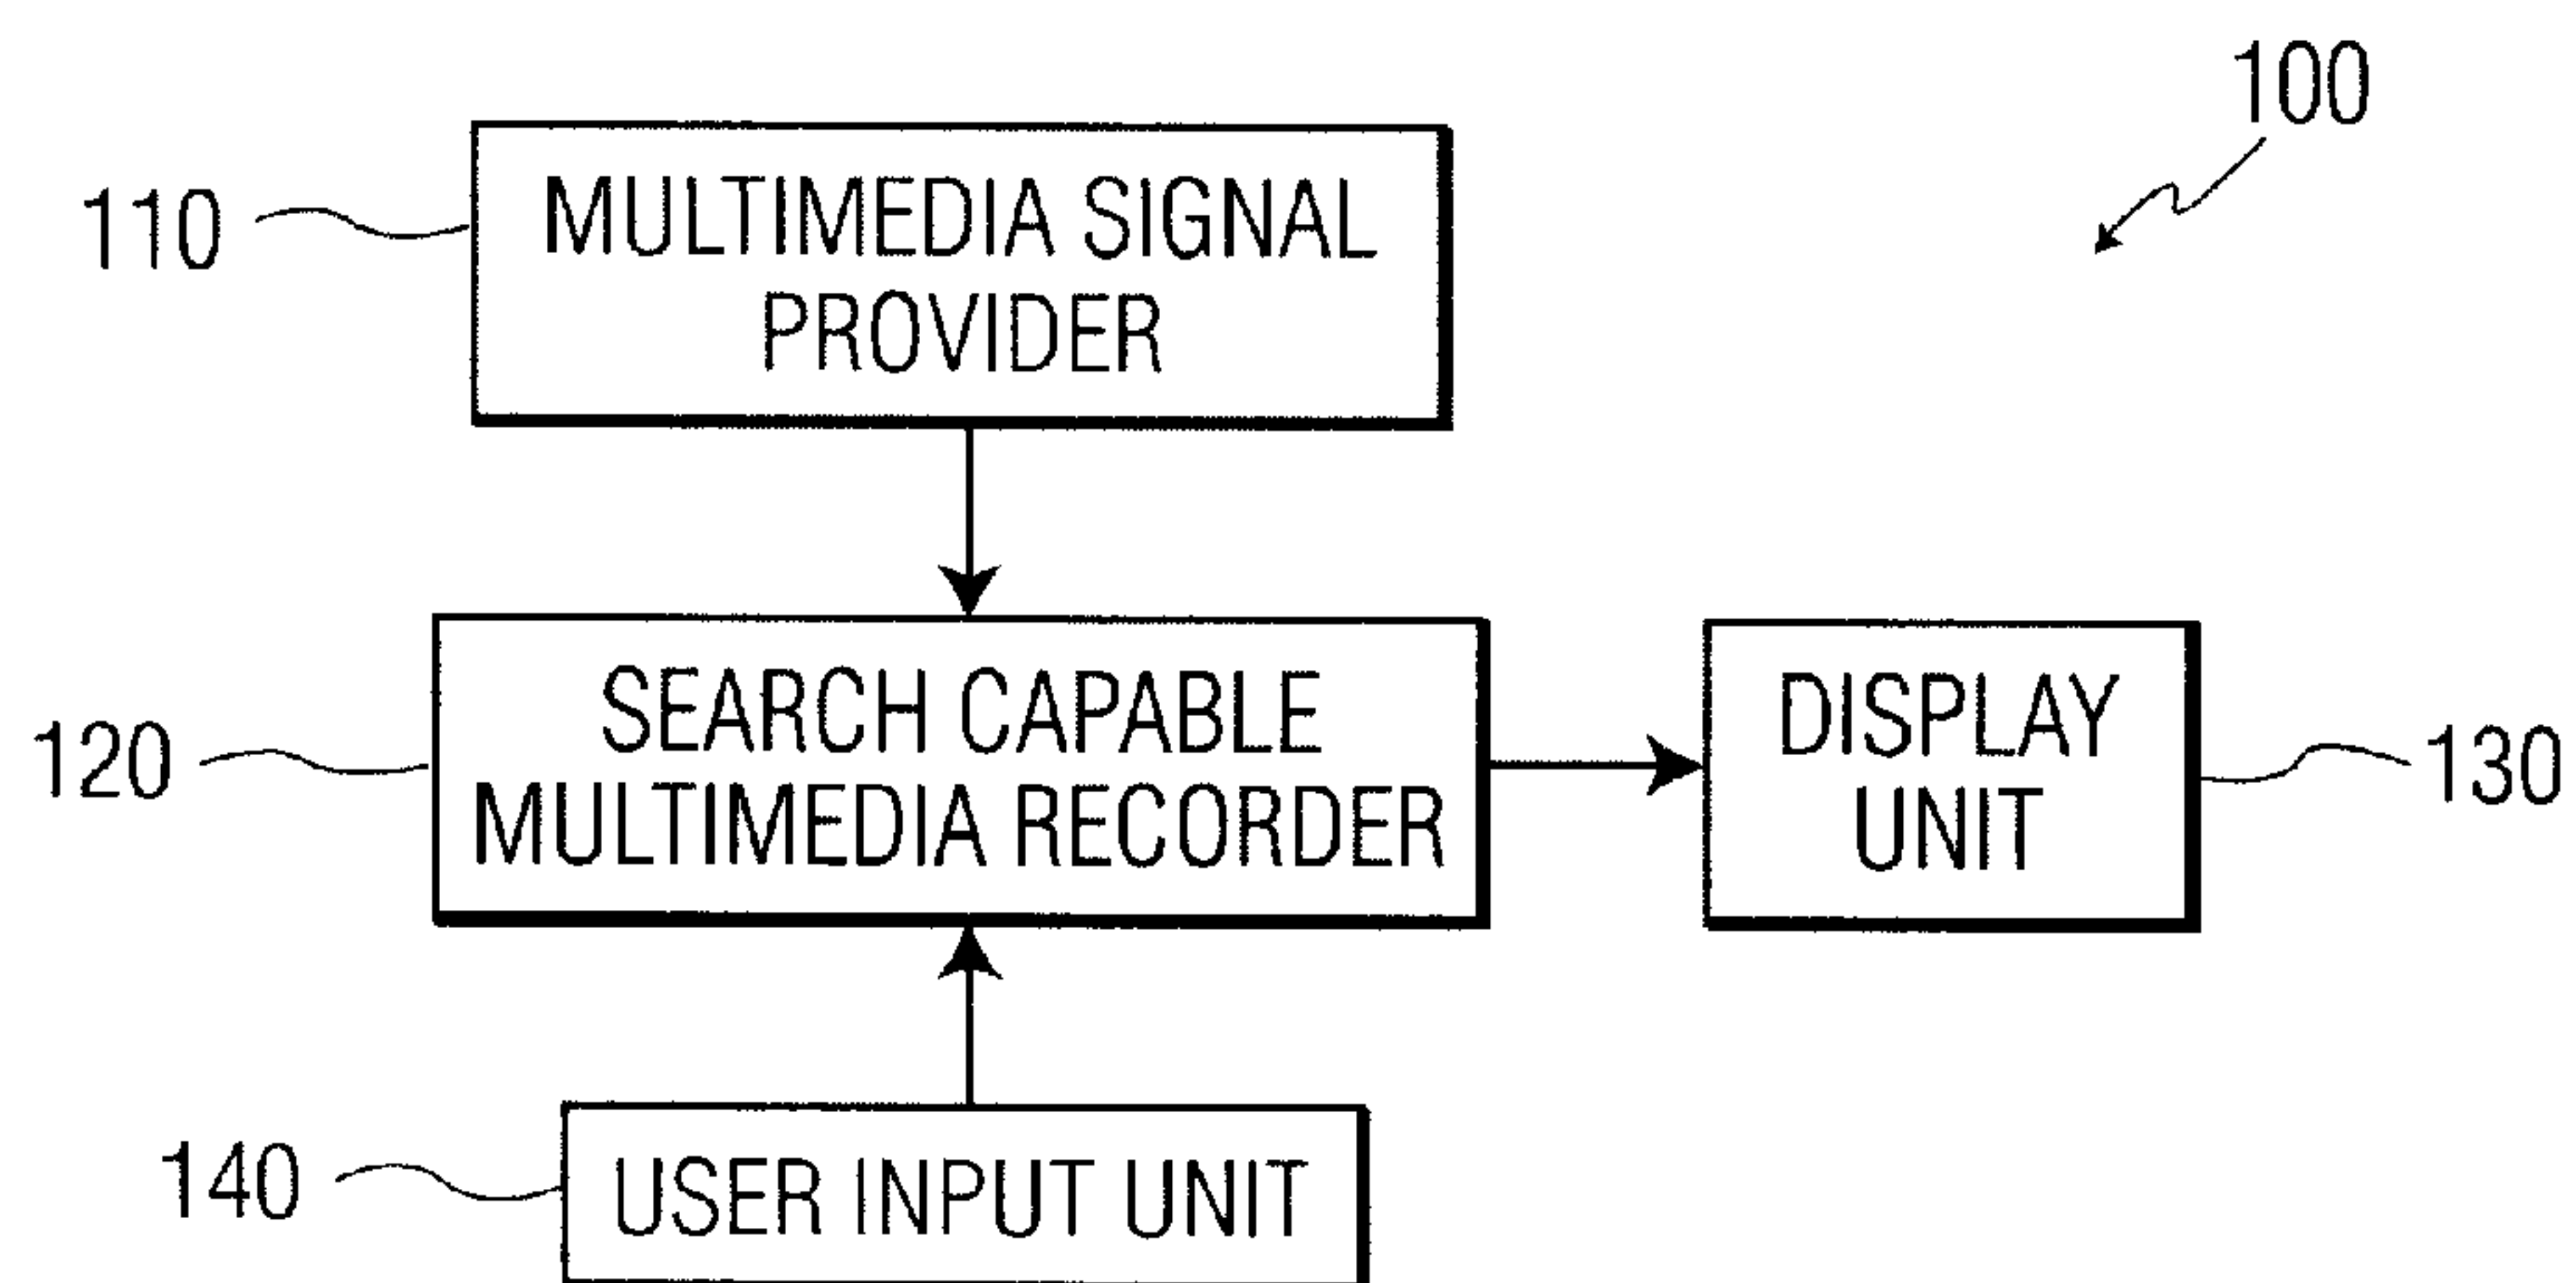 100
110
MULTIMEDIA SIGNAL
PROVIDER
120
SEARCH CAPABLE
MULTIMEDIA RECORDER
DISPLAY
UNIT
130
140
USER INPUT UNIT